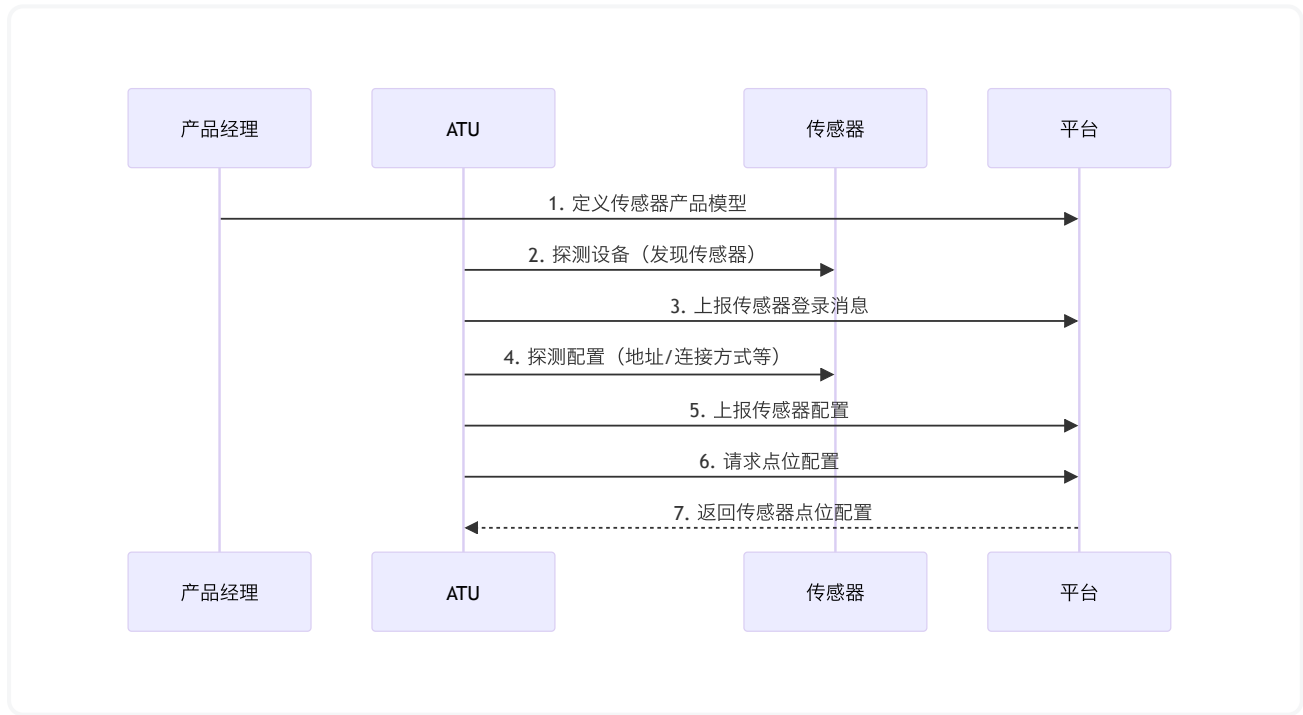 产品经理
ATU
传感器
平台
1. 定义传感器产品模型
2. 探测设备（发现传感器）
3. 上报传感器登录消息
4. 探测配置（地址/连接方式等）
5. 上报传感器配置
6. 请求点位配置
7. 返回传感器点位配置
产品经理
ATU
传感器
平台